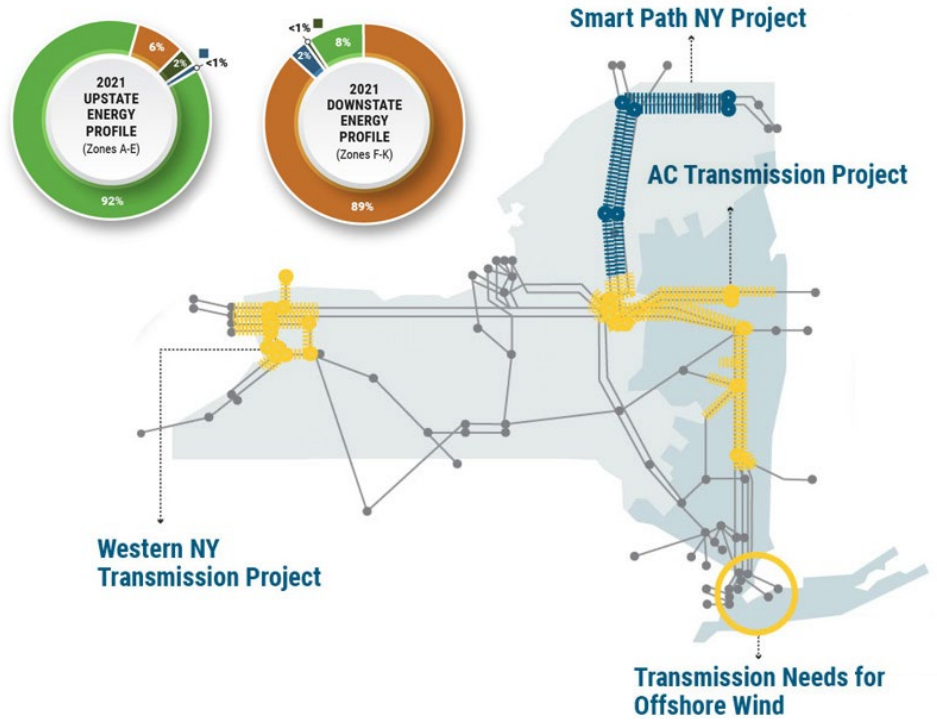 Smart Path NY Project
<1%
6%
2%
<1%
2021
UPSTATE
ENERGY
PROFILE
(Zones A-E)
92%
8%
2%
2021
DOWNSTATE
ENERGY
PROFILE
(Zones F-K)
89%
AC Transmission Project
Western NY
Transmission Project
Transmission Needs for
Offshore Wind